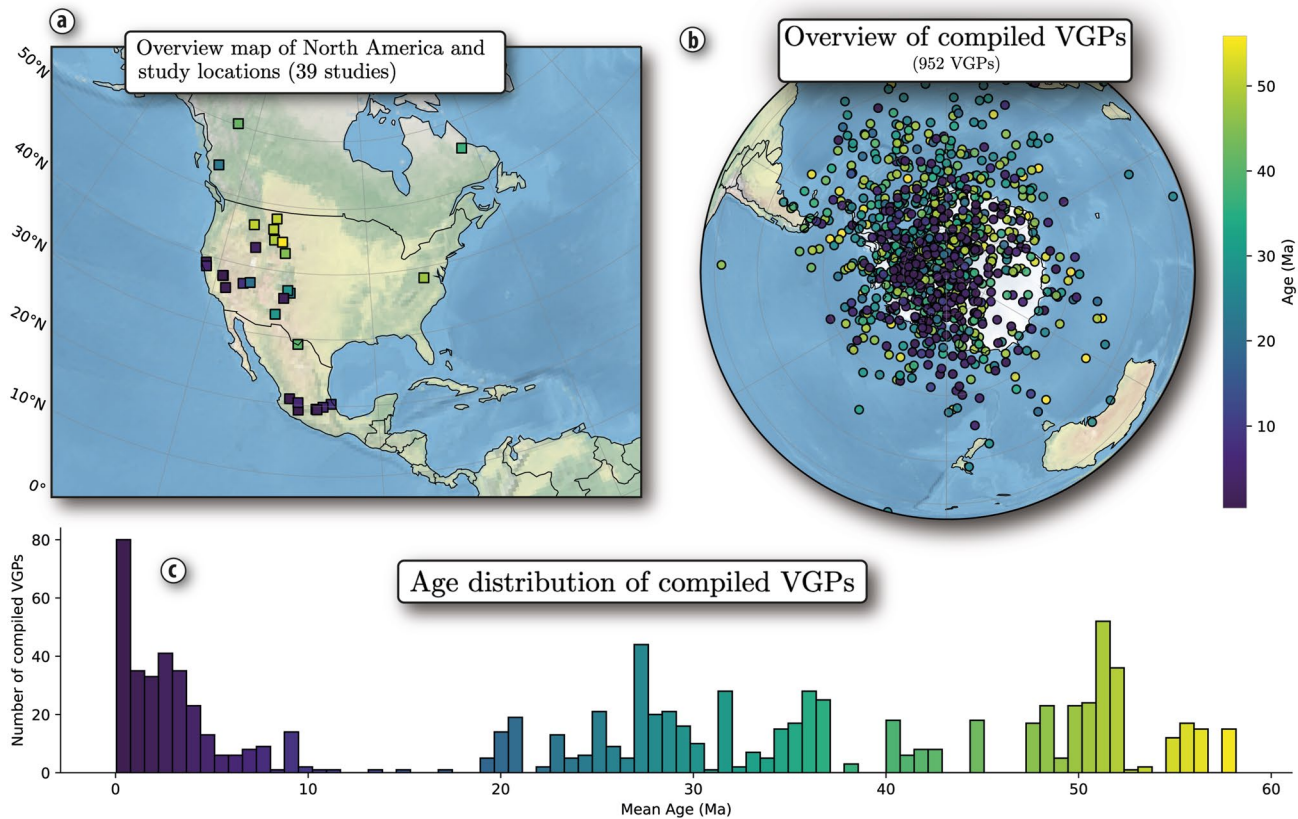 a
Overview map of North America and
study locations (39 studies)
50°N
40°N
30°N
20°N
10°N
0°
b
Overview of compiled VGPs
(952 VGPs)
50
40
30
20
10
Age (Ma)
c
Age distribution of compiled VGPs
Number of compiled VGPs
80
60
40
20
0
0 10 20 30 40 50 60
Mean Age (Ma)